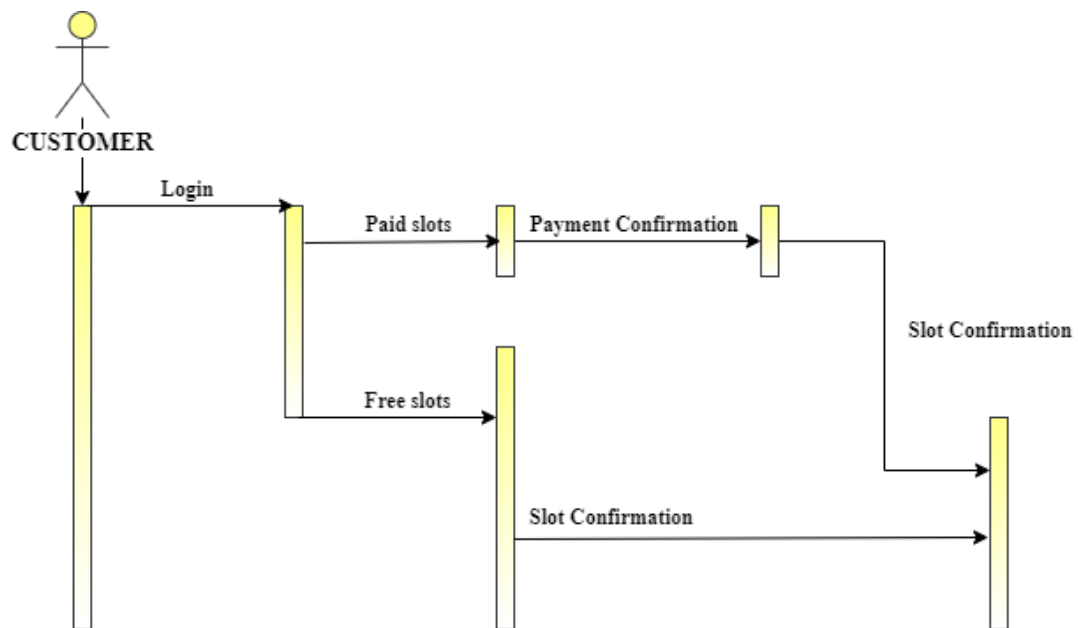 CUSTOMER
Login
Paid slots
Payment Confirmation
Slot Confirmation
Free slots
Slot Confirmation